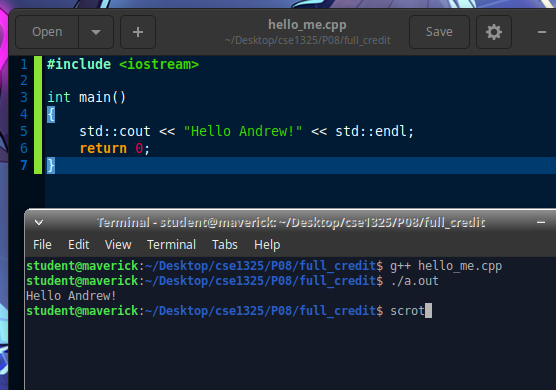 Open
hello_me.cpp
~/Desktop/cse1325/P08/full_credit
Save
1 #include <iostream>
2
3 int main()
4 {
5     std::cout << "Hello Andrew!" << std::endl;
6     return 0;
7 }
Terminal - student@maverick: ~/Desktop/cse1325/P08/full_credit
File Edit View Terminal Tabs Help
student@maverick:~/Desktop/cse1325/P08/full_credit$ g++ hello_me.cpp
student@maverick:~/Desktop/cse1325/P08/full_credit$ ./a.out
Hello Andrew!
student@maverick:~/Desktop/cse1325/P08/full_credit$ scrot